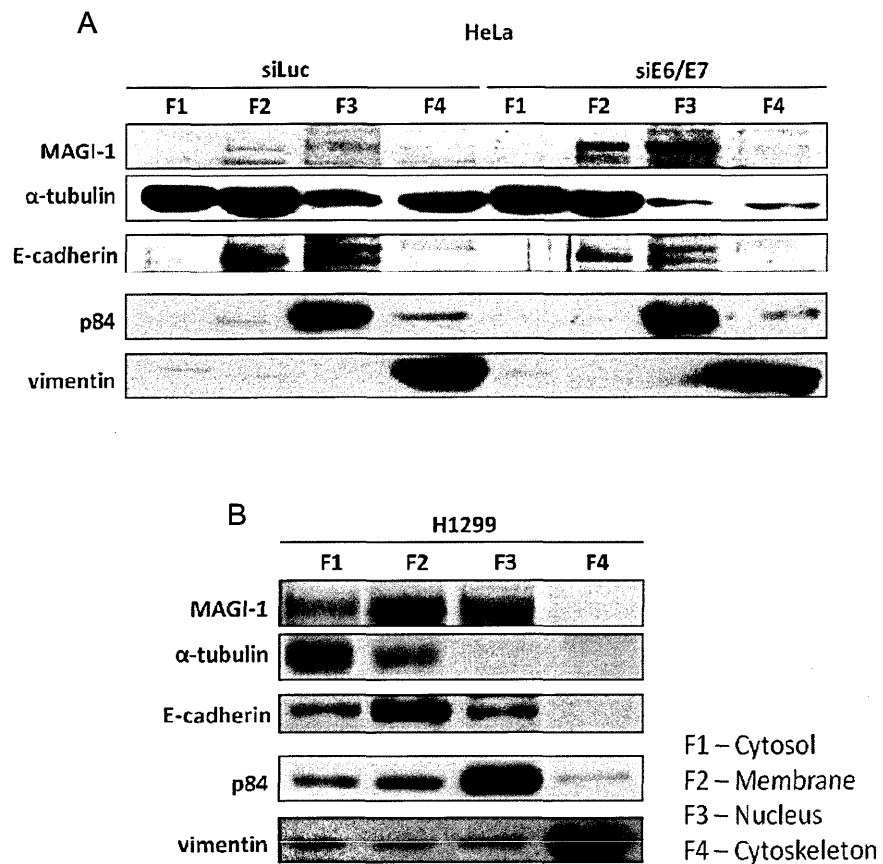 A
HeLa
siLuc siE6/E7
F1 F2 F3 F4 F1 F2 F3 F4
MAGI-1
α-tubulin
E-cadherin
p84
vimentin
B
H1299
F1 F2 F3 F4
MAGI-1
α-tubulin
E-cadherin
p84
vimentin
F1 – Cytosol
F2 – Membrane
F3 – Nucleus
F4 – Cytoskeleton